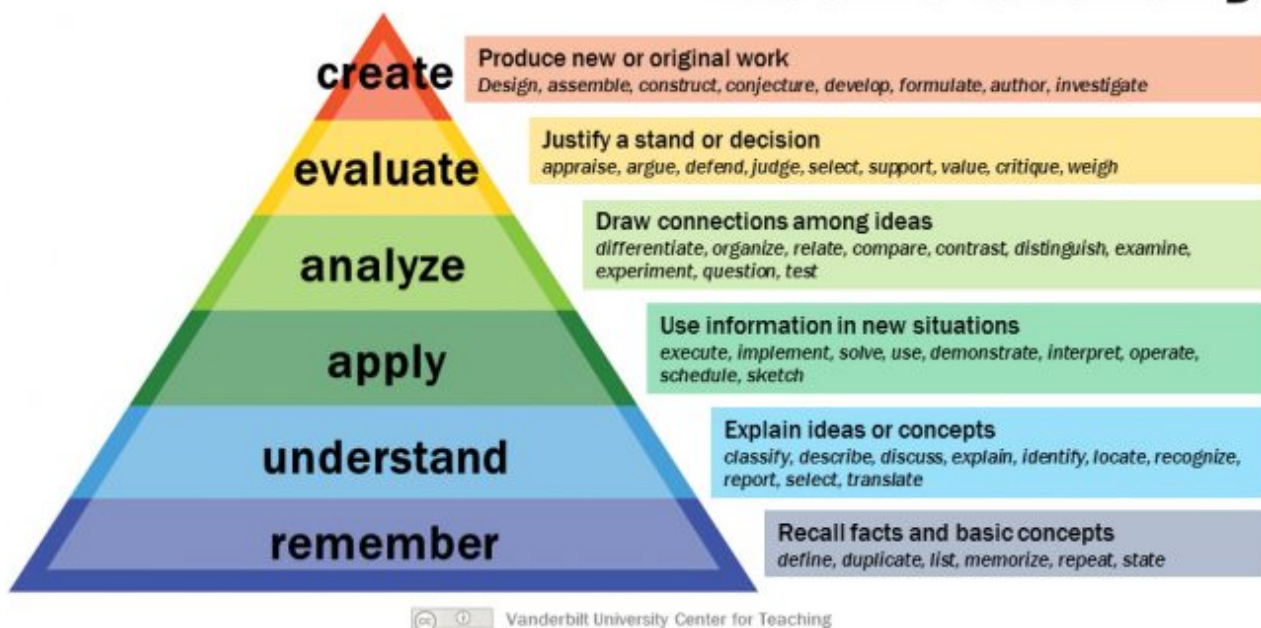 create
Produce new or original work
Design, assemble, construct, conjecture, develop, formulate, author, investigate
evaluate
Justify a stand or decision
appraise, argue, defend, judge, select, support, value, critique, weigh
analyze
Draw connections among ideas
differentiate, organize, relate, compare, contrast, distinguish, examine,
experiment, question, test
apply
Use information in new situations
execute, implement, solve, use, demonstrate, interpret, operate,
schedule, sketch
understand
Explain ideas or concepts
classify, describe, discuss, explain, identify, locate, recognize,
report, select, translate
remember
Recall facts and basic concepts
define, duplicate, list, memorize, repeat, state
cc Vanderbilt University Center for Teaching